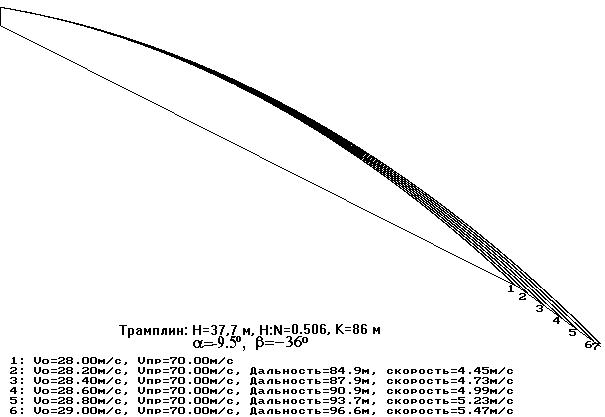 1
2
3
4
5
67
Трамплин: H=37,7 м, H:N=0.506, K=86 м
α=-9.5⁰, β=−36⁰
1: Vo=28.00м/с, Vпр=70.00м/с
2: Vo=28.20м/с, Vпр=70.00м/с, Дальность=84.9м, скорость=4.45м/с
3: Vo=28.40м/с, Vпр=70.00м/с, Дальность=87.9м, скорость=4.73м/с
4: Vo=28.60м/с, Vпр=70.00м/с, Дальность=90.9м, скорость=4.99м/с
5: Vo=28.80м/с, Vпр=70.00м/с, Дальность=93.7м, скорость=5.23м/с
6: Vo=29.00м/с, Vпр=70.00м/с, Дальность=96.6м, скорость=5.47м/с